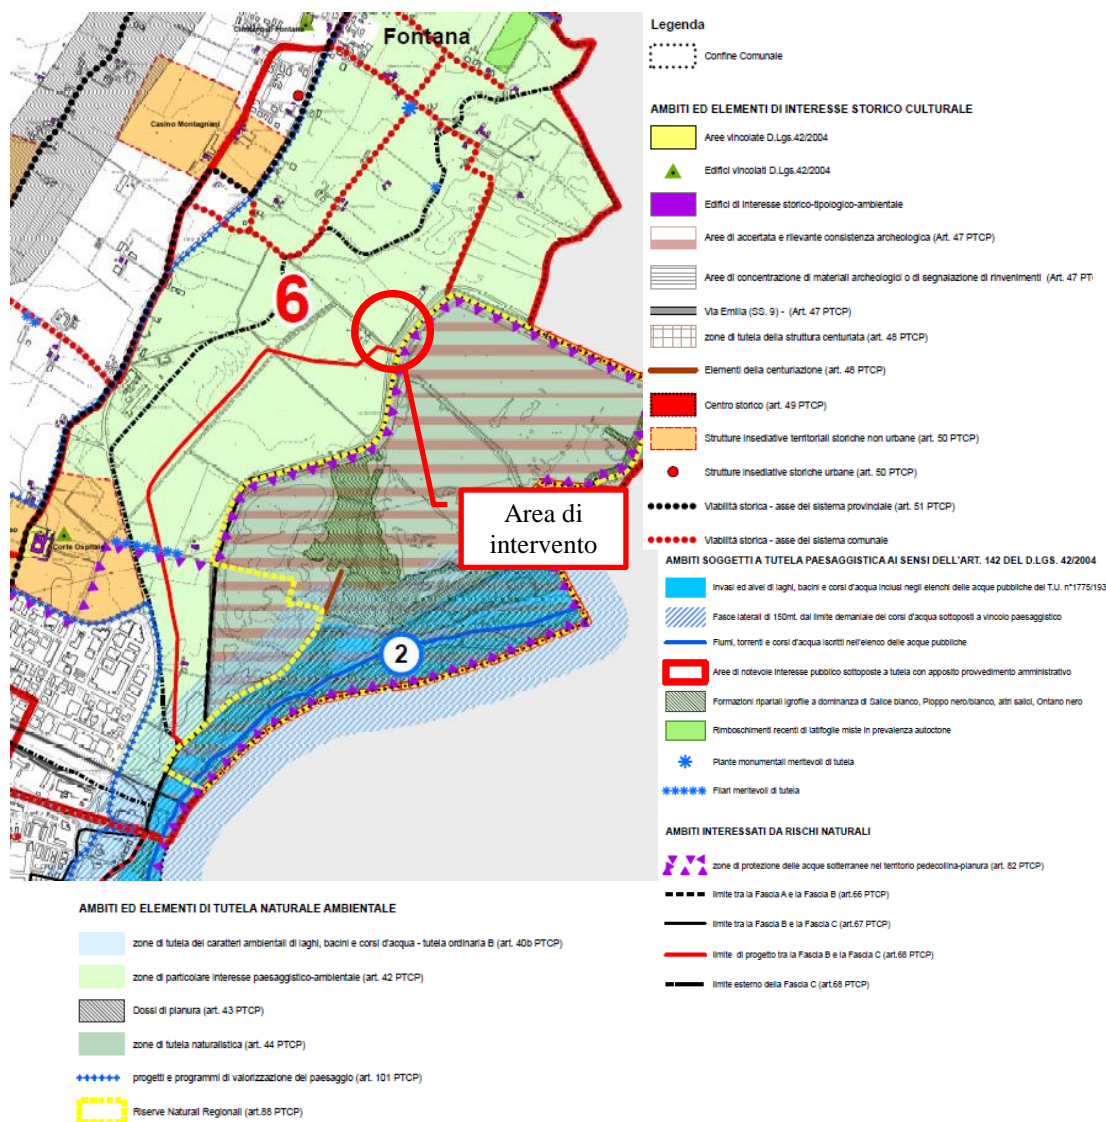 Fontana
Casino Montagnani
6
Area di
intervento
Corte Ospitale
2
Legenda
Confine Comunale
AMBITI ED ELEMENTI DI INTERESSE STORICO CULTURALE
Aree vincolate D.Lgs.42/2004
Edifici vincolati D.Lgs.42/2004
Edifici di interesse storico-tipologico-ambientale
Aree di accertata e rilevante consistenza archeologica (Art. 47 PTCP)
Aree di concentrazione di materiali archeologici o di segnalazione di rinvenimenti (Art. 47 PT
Via Emilia (SS. 9) - (Art. 47 PTCP)
zone di tutela della struttura centuriata (art. 48 PTCP)
Elementi della centuriazione (art. 48 PTCP)
Centro storico (art. 49 PTCP)
Strutture insediative territoriali storiche non urbane (art. 50 PTCP)
Strutture insediative storiche urbane (art. 50 PTCP)
Viabilità storica - asse del sistema provinciale (art. 51 PTCP)
Viabilità storica - asse del sistema comunale
AMBITI SOGGETTI A TUTELA PAESAGGISTICA AI SENSI DELL'ART. 142 DEL D.LGS. 42/2004
Invasi ed alvei di laghi, bacini e corsi d'acqua inclusi negli elenchi delle acque pubbliche del T.U. n°1775/193
Fasce laterali di 150mt. dal limite demaniale dei corsi d'acqua sottoposti a vincolo paesaggistico
Fiumi, torrenti e corsi d'acqua iscritti nell'elenco delle acque pubbliche
Aree di notevole interesse pubblico sottoposte a tutela con apposito provvedimento amministrativo
Formazioni ripariali igrofile a dominanza di Salice bianco, Pioppo nero/bianco, altri salici, Ontano nero
Rimboschimenti recenti di latifoglie miste in prevalenza autoctone
Piante monumentali meritevoli di tutela
Filari meritevoli di tutela
AMBITI INTERESSATI DA RISCHI NATURALI
zone di protezione delle acque sotterranee nel territorio pedecollina-pianura (art. 82 PTCP)
limite tra la Fascia A e la Fascia B (art.66 PTCP)
limite tra la Fascia B e la Fascia C (art.67 PTCP)
limite di progetto tra la Fascia B e la Fascia C (art.68 PTCP)
limite esterno della Fascia C (art.68 PTCP)
AMBITI ED ELEMENTI DI TUTELA NATURALE AMBIENTALE
zone di tutela dei caratteri ambientali di laghi, bacini e corsi d'acqua - tutela ordinaria B (art. 40b PTCP)
zone di particolare interesse paesaggistico-ambientale (art. 42 PTCP)
Dossi di pianura (art. 43 PTCP)
zone di tutela naturalistica (art. 44 PTCP)
progetti e programmi di valorizzazione del paesaggio (art. 101 PTCP)
Riserve Naturali Regionali (art.88 PTCP)